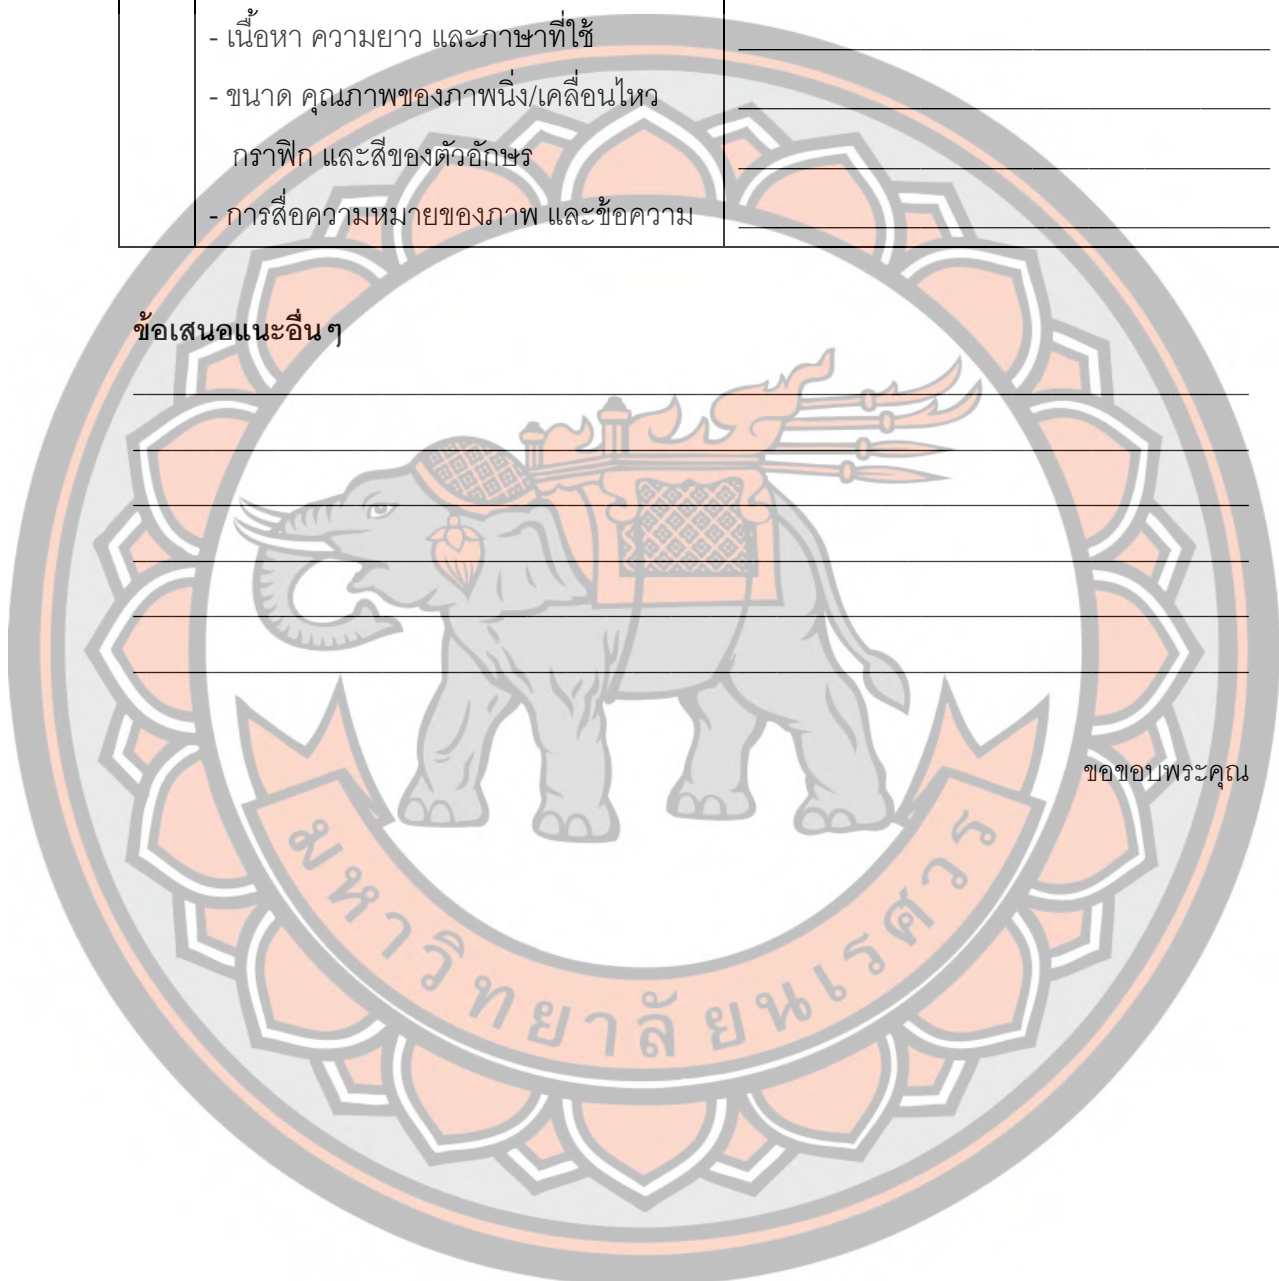 - เนื้อหา ความยาว และภาษาที่ใช้
- ขนาด คุณภาพของภาพนิ่ง/เคลื่อนไหว
กราฟิก และสีของตัวอักษร
- การสื่อความหมายของภาพ และข้อความ
ข้อเสนอแนะอื่น ๆ
ขอขอบพระคุณ
มหาวิทยาลัยนเรศวร